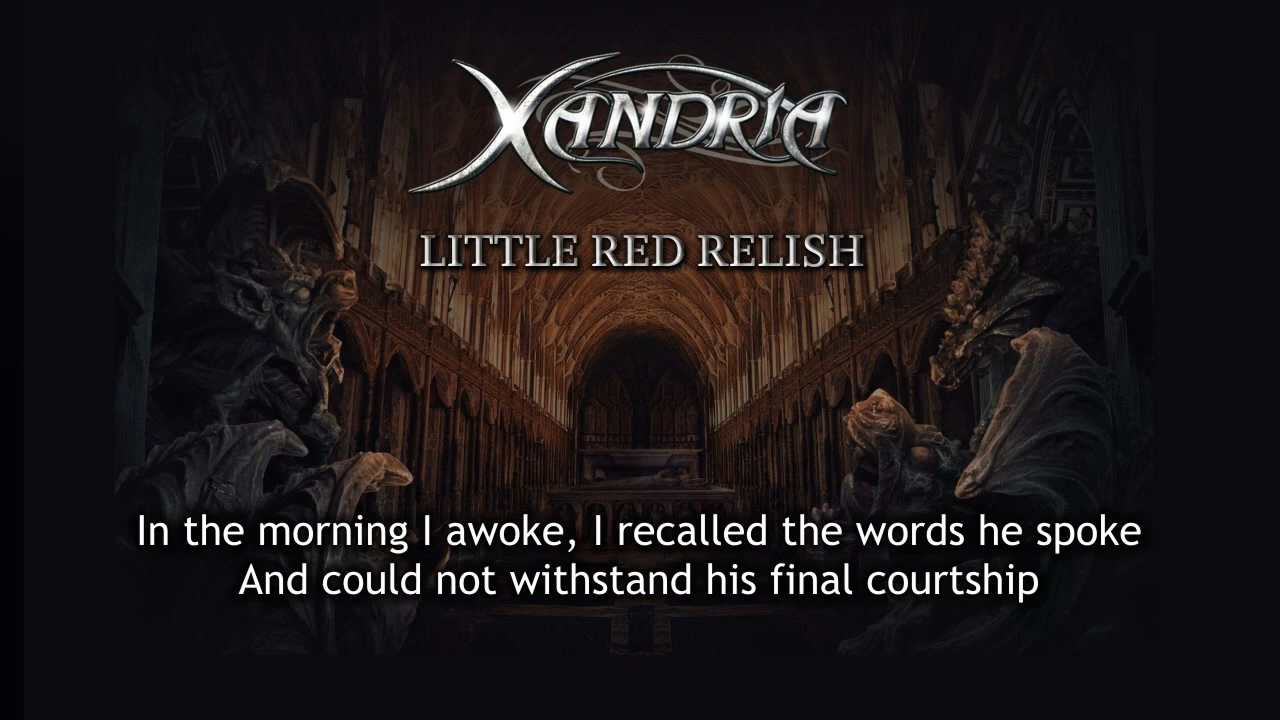 XANDRIA
LITTLE RED RELISH
In the morning I awoke, I recalled the words he spoke
And could not withstand his final courtship